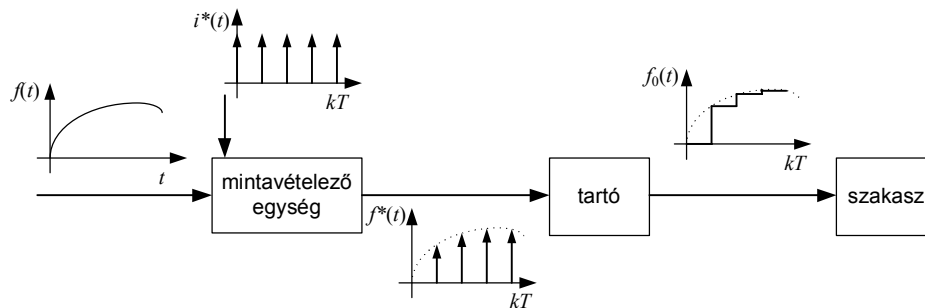 i*(t)
kT
f(t)
t
mintavételező
egység
f*(t)
kT
tartó
f₀(t)
kT
szakasz